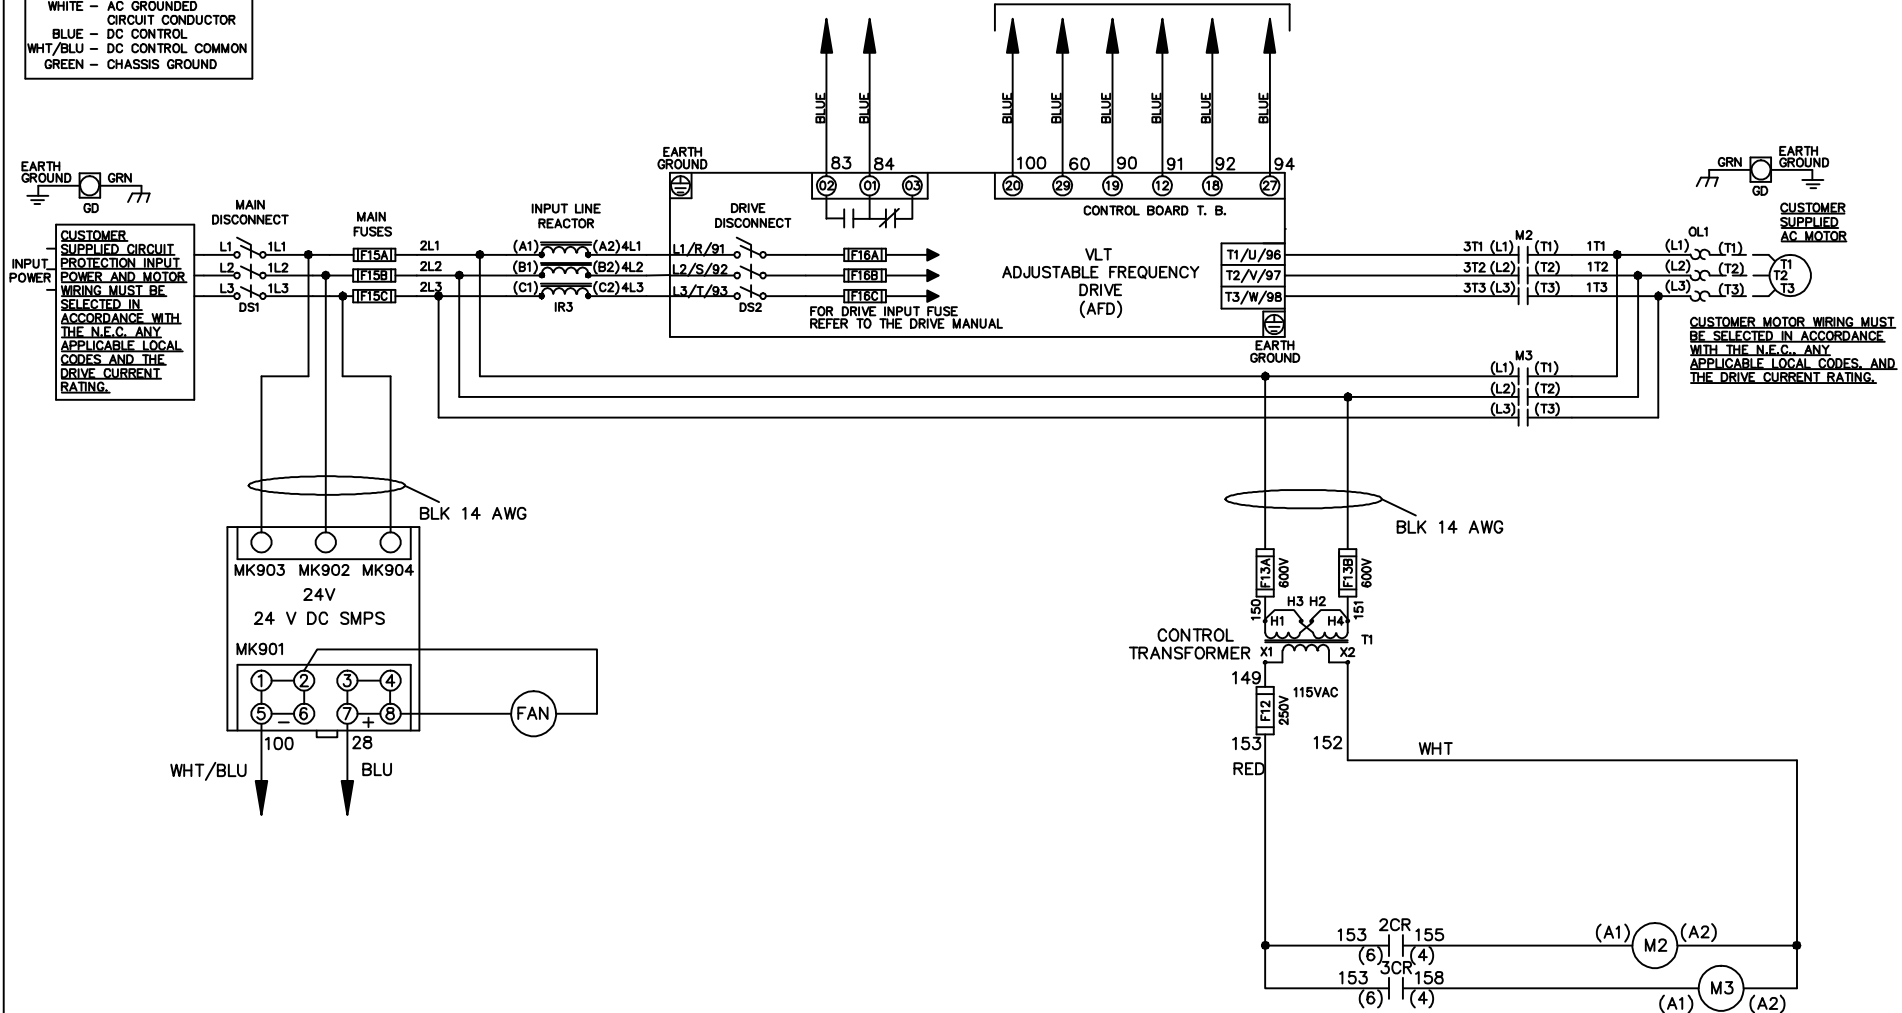 WHITE – AC GROUNDED
CIRCUIT CONDUCTOR
BLUE – DC CONTROL
WHT/BLU – DC CONTROL COMMON
GREEN – CHASSIS GROUND
BLUE
BLUE
BLUE
BLUE
BLUE
BLUE
BLUE
BLUE
83
84
100
60
90
91
92
94
EARTH
GROUND
02
01
03
20
29
19
12
18
27
CONTROL BOARD T. B.
EARTH
GROUND
GRN
GD
INPUT
POWER
CUSTOMER
SUPPLIED CIRCUIT
PROTECTION INPUT
POWER AND MOTOR
WIRING MUST BE
SELECTED IN
ACCORDANCE WITH
THE N.E.C. ANY
APPLICABLE LOCAL
CODES AND THE
DRIVE CURRENT
RATING.
MAIN
DISCONNECT
L1
1L1
L2
1L2
L3
1L3
DS1
MAIN
FUSES
F15A
F15B
F15C
2L1
2L2
2L3
INPUT LINE
REACTOR
(A1)
(A2)4L1
(B1)
(B2)4L2
(C1)
(C2)4L3
IR3
L1/R/91
L2/S/92
L3/T/93
DRIVE
DISCONNECT
DS2
F16A
F16B
F16C
FOR DRIVE INPUT FUSE
REFER TO THE DRIVE MANUAL
VLT
ADJUSTABLE FREQUENCY
DRIVE
(AFD)
T1/U/96
T2/V/97
T3/W/98
EARTH
GROUND
M2
3T1 (L1)
(T1)
1T1
3T2 (L2)
(T2)
1T2
3T3 (L3)
(T3)
1T3
M3
(L1)
(T1)
(L2)
(T2)
(L3)
(T3)
OL1
(L1)
(T1)
(L2)
(T2)
(L3)
(T3)
T1
T2
T3
GRN
EARTH
GROUND
GD
CUSTOMER
SUPPLIED
AC MOTOR
CUSTOMER MOTOR WIRING MUST
BE SELECTED IN ACCORDANCE
WITH THE N.E.C., ANY
APPLICABLE LOCAL CODES, AND
THE DRIVE CURRENT RATING.
BLK 14 AWG
MK903
MK902
MK904
24V
24 V DC SMPS
MK901
1
2
3
4
5
–
6
7
+
8
FAN
100
28
WHT/BLU
BLU
BLK 14 AWG
F13A
600V
F13B
600V
150
151
H3 H2
H1
H4
T1
CONTROL
TRANSFORMER
X1
X2
149
115VAC
F12
250V
153
152
RED
WHT
2CR
153
155
(6)
(4)
(A1)
M2
(A2)
3CR
153
158
(6)
(4)
(A1)
M3
(A2)